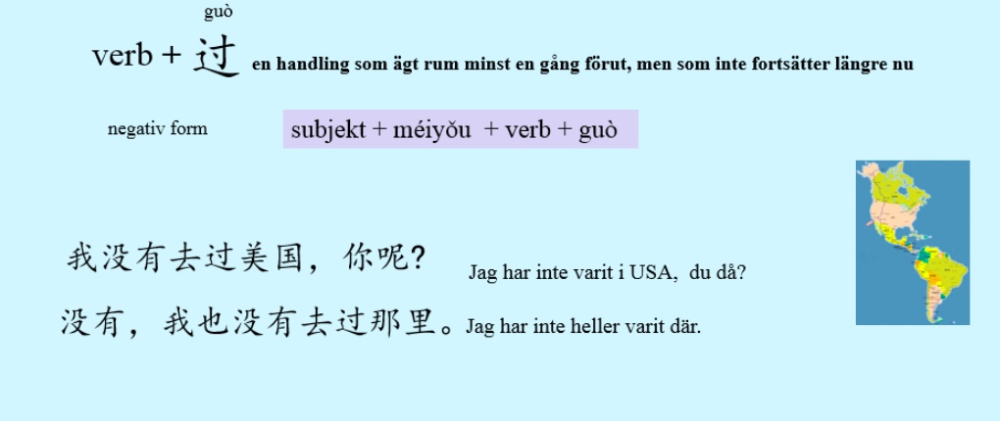 guò
verb + 过 en handling som ägt rum minst en gång förut, men som inte fortsätter längre nu
negativ form subjekt + méiyǒu + verb + guò
我没有去过美国，你呢? Jag har inte varit i USA, du då?
没有，我也没有去过那里。Jag har inte heller varit där.